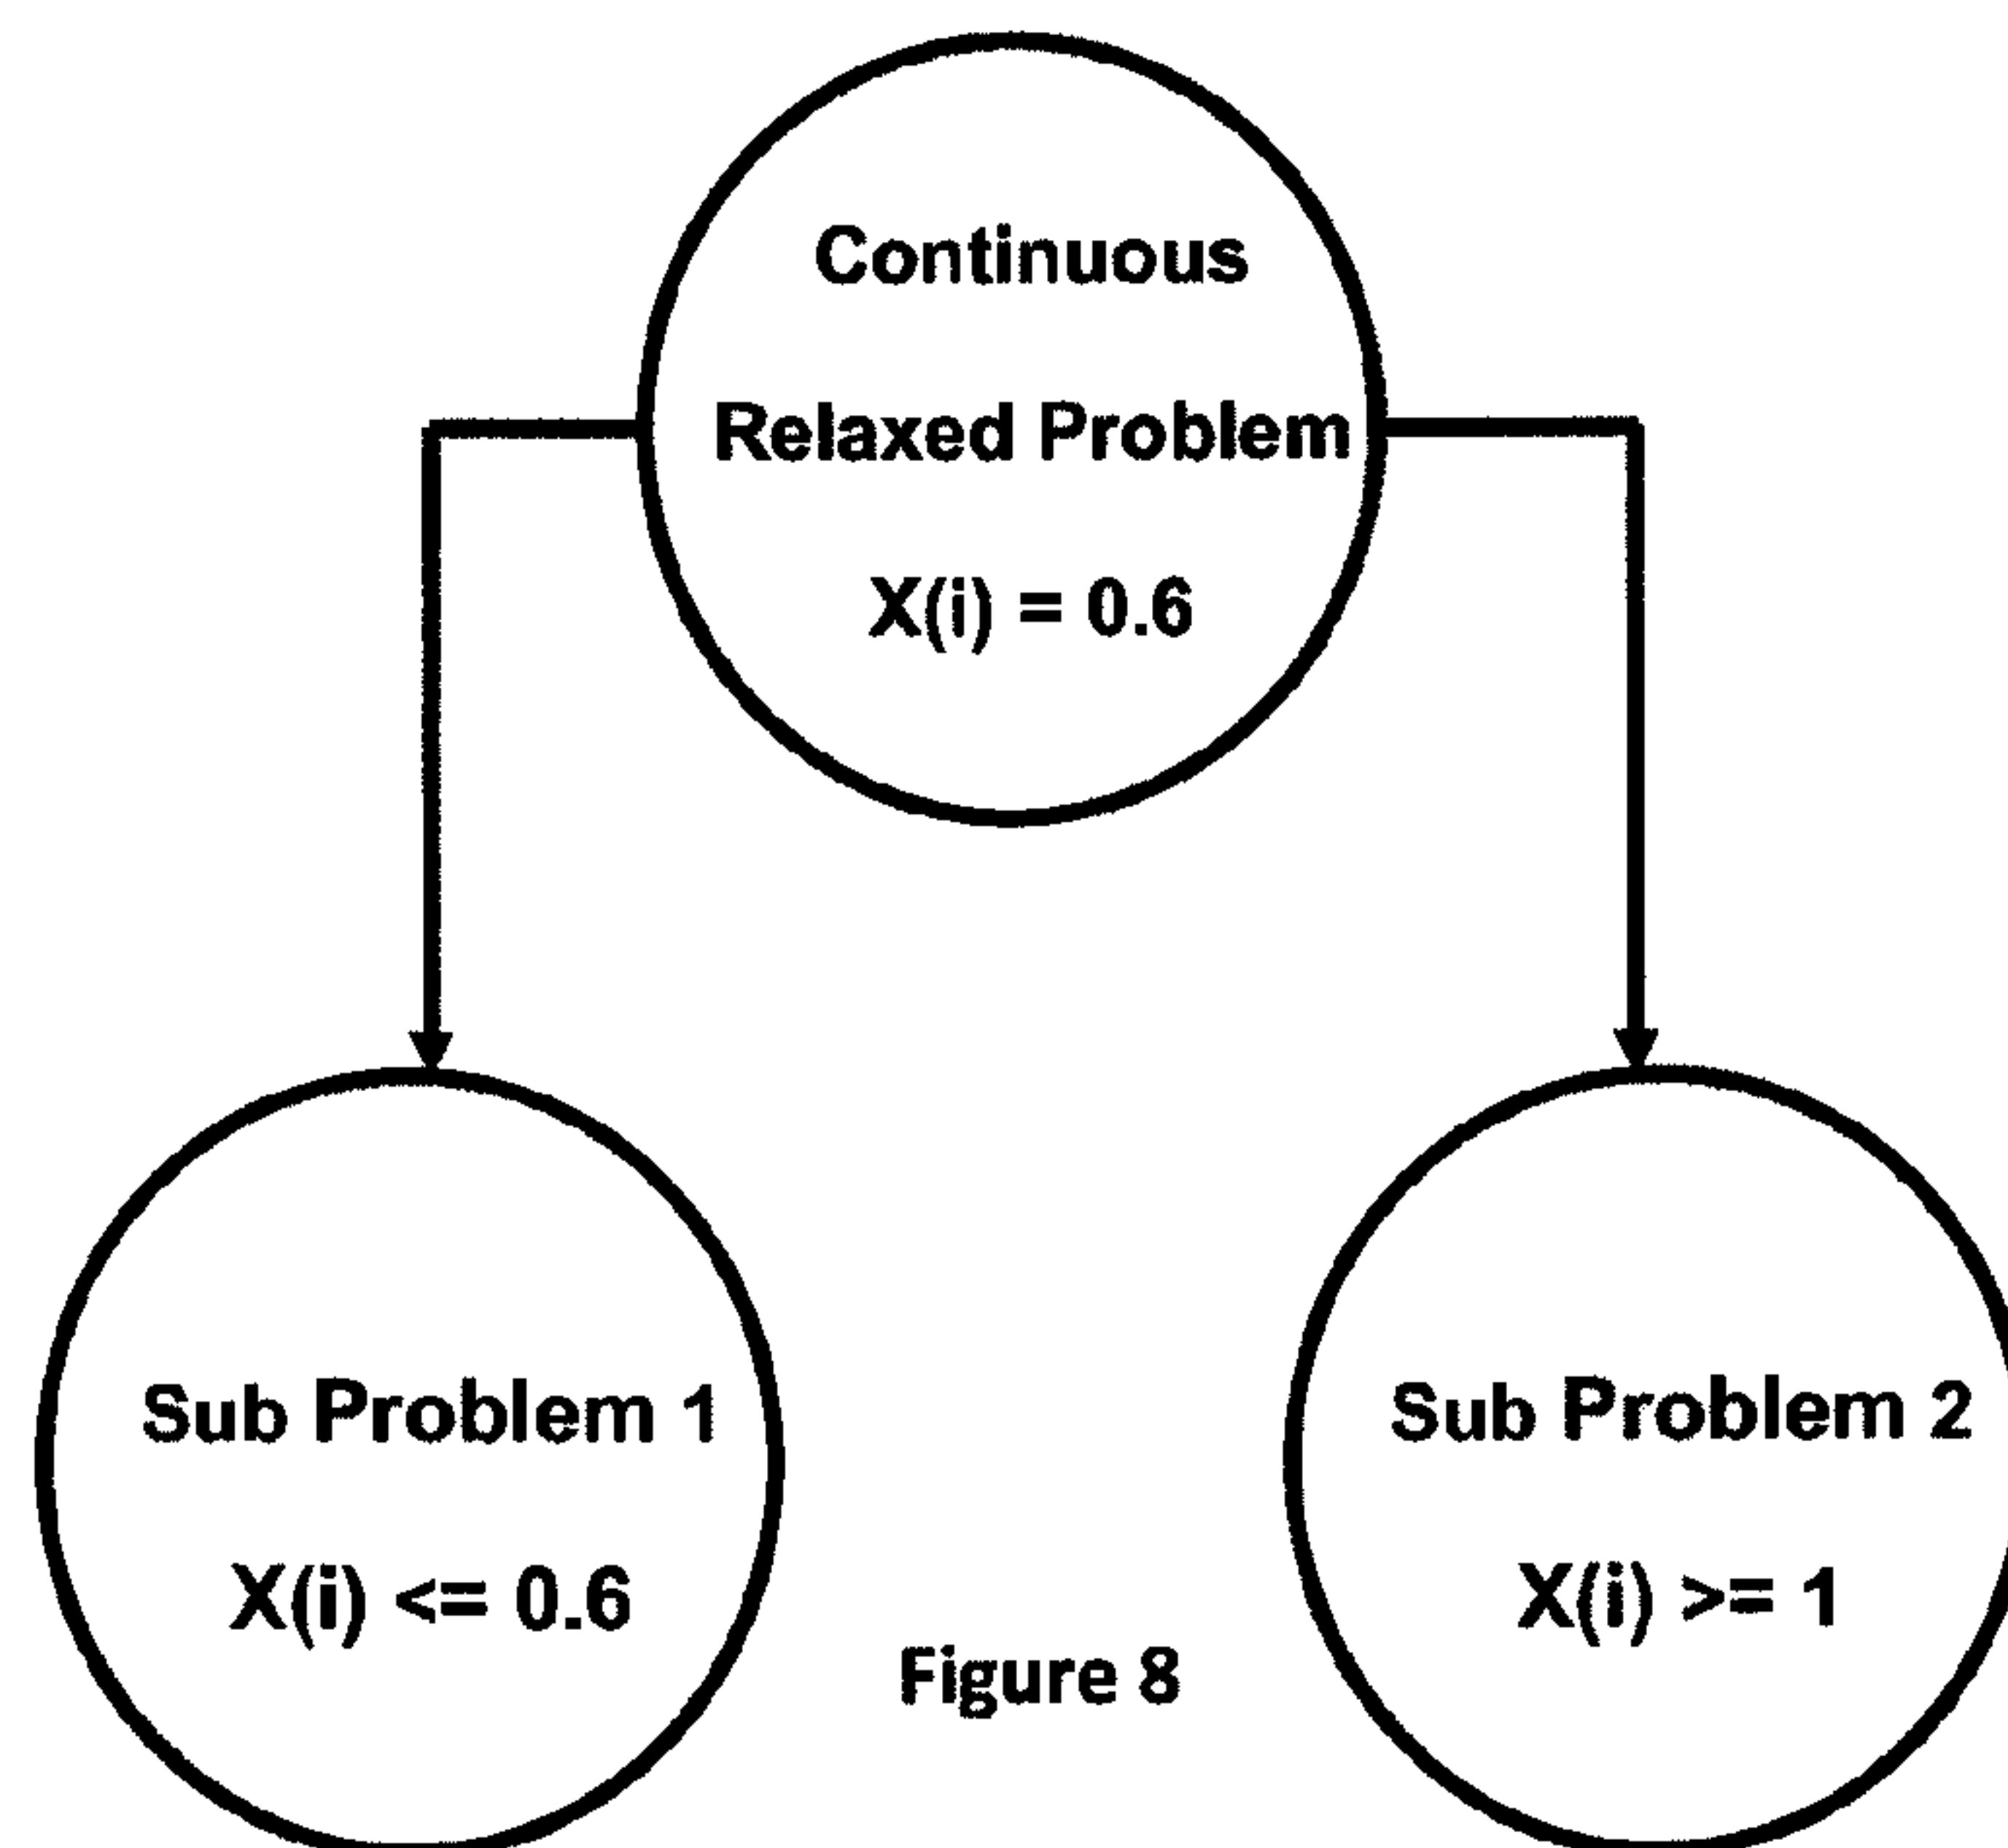 Continuous
Relaxed Problem
X(i) = 0.6
Sub Problem 1
X(i) <= 0.6
Sub Problem 2
X(i) >= 1
Figure 8